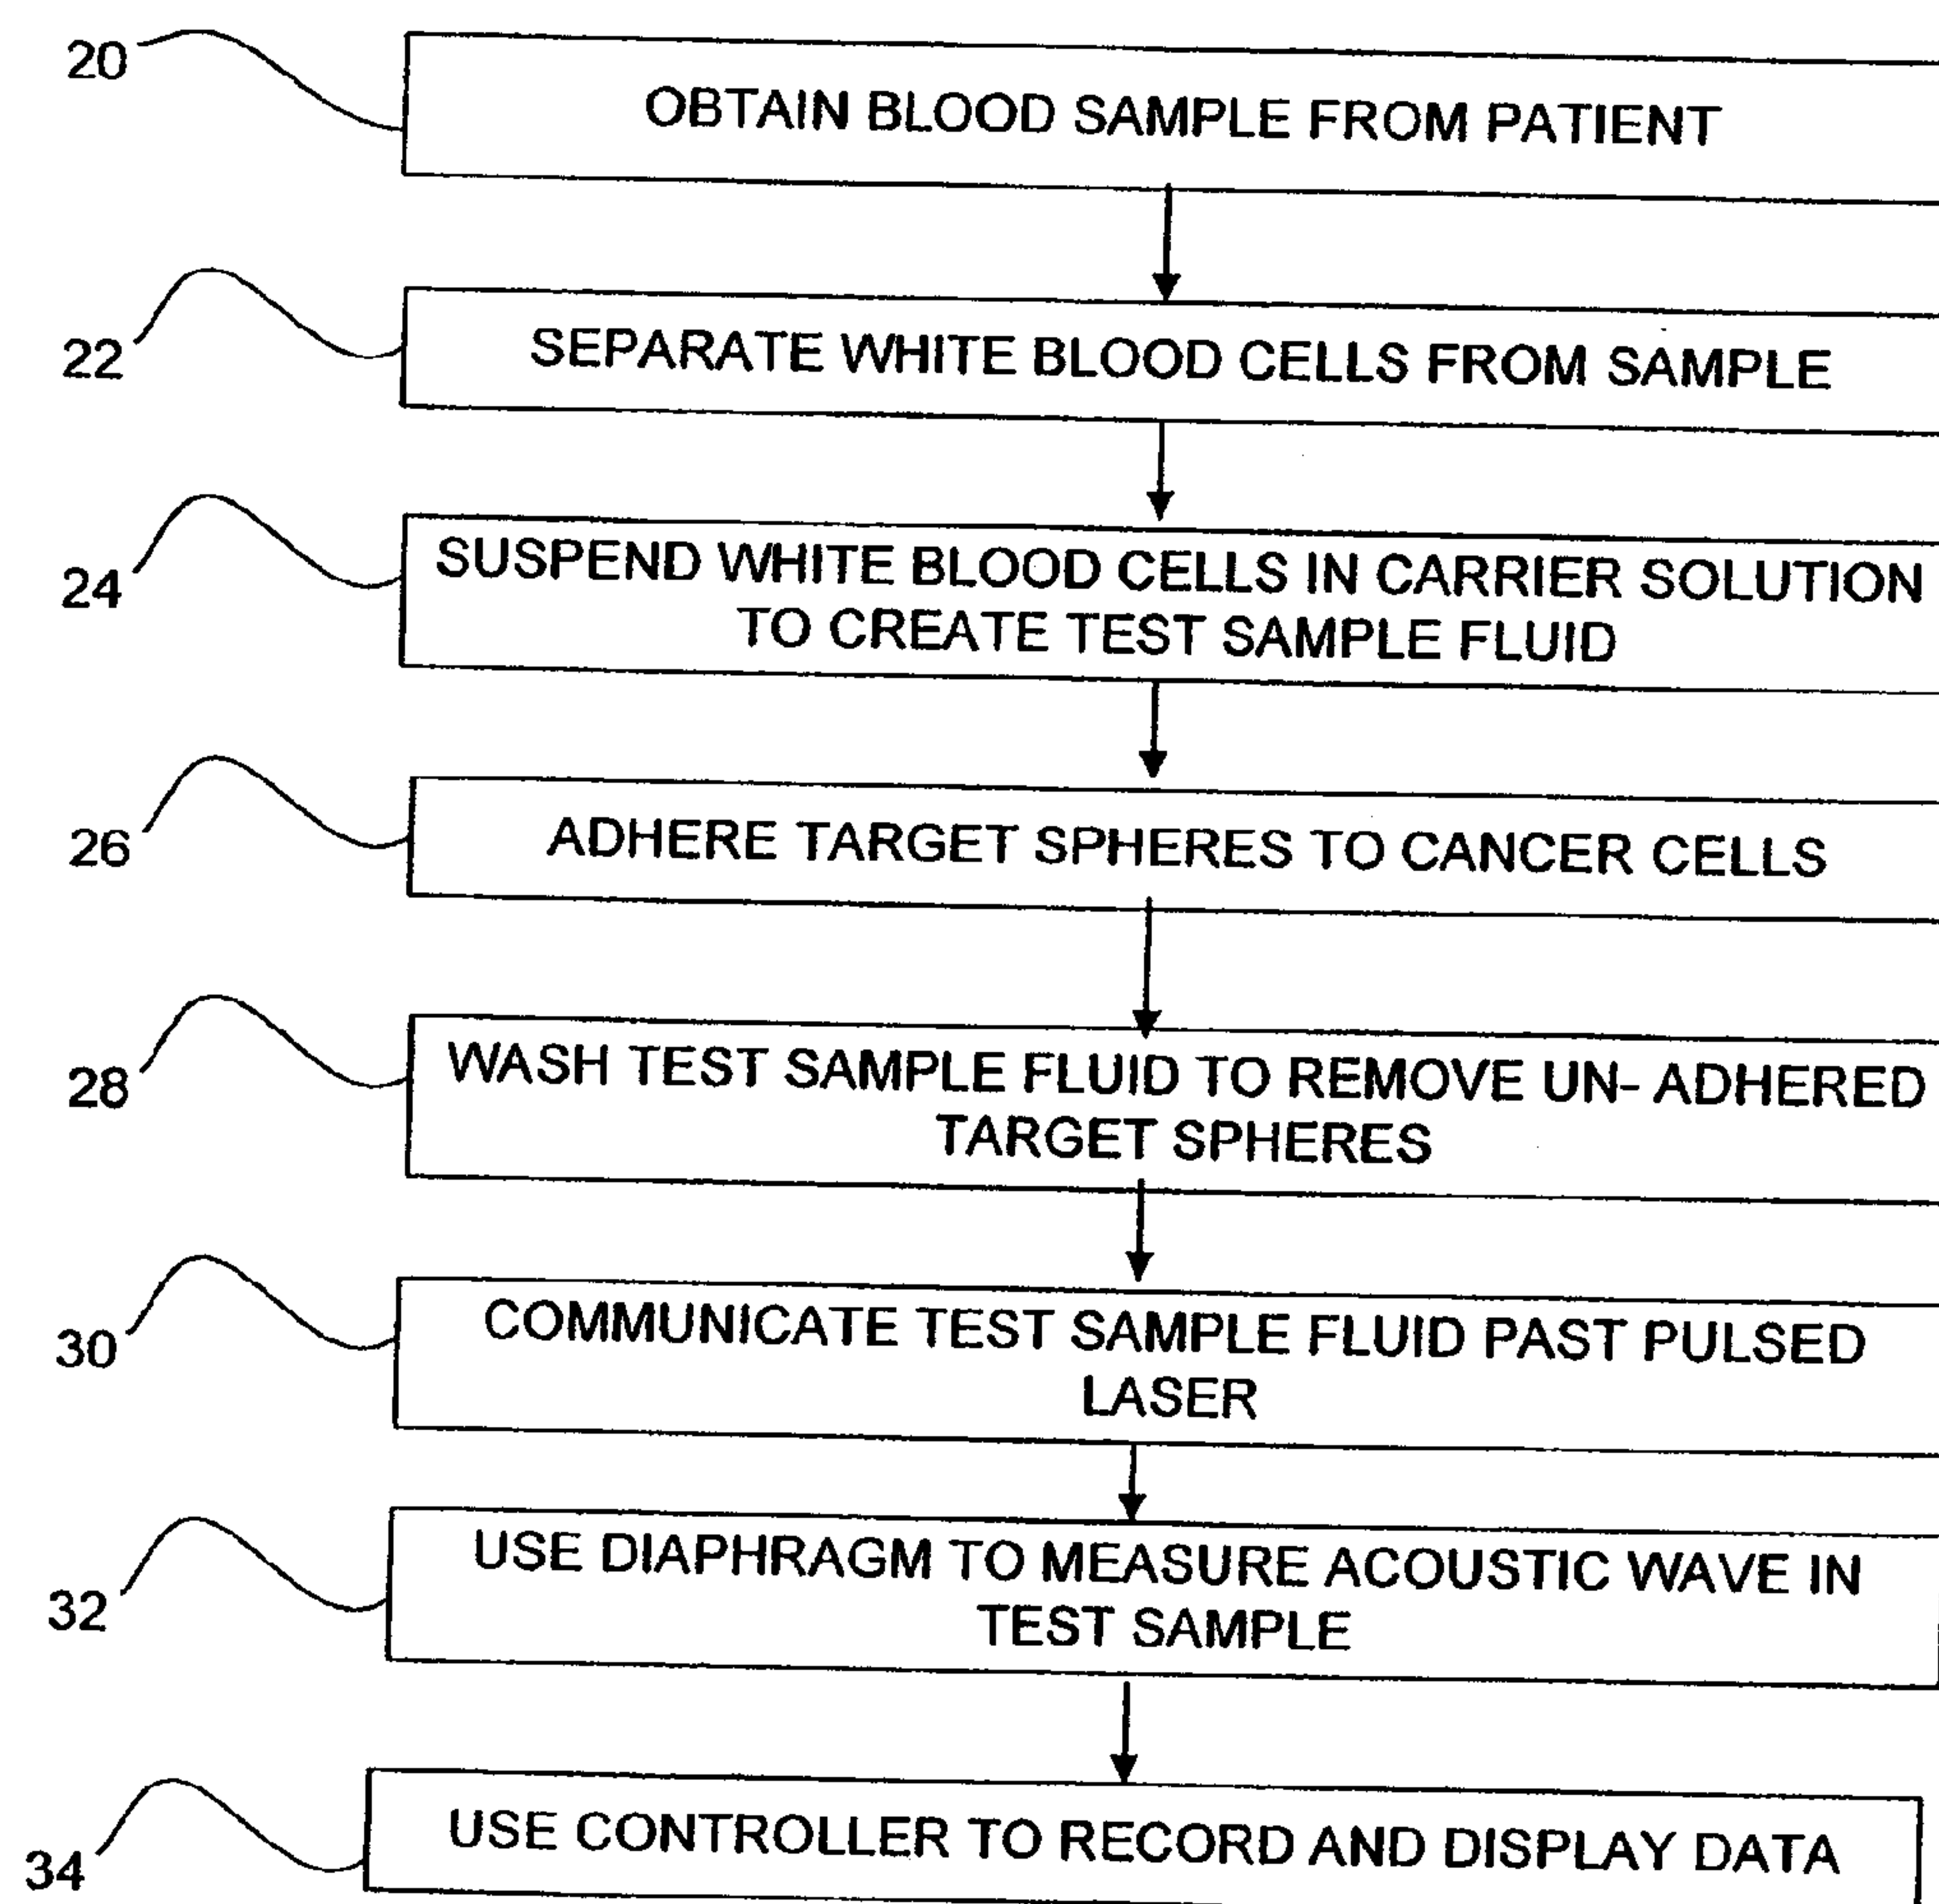 20
OBTAIN BLOOD SAMPLE FROM PATIENT
22
SEPARATE WHITE BLOOD CELLS FROM SAMPLE
24
SUSPEND WHITE BLOOD CELLS IN CARRIER SOLUTION
TO CREATE TEST SAMPLE FLUID
26
ADHERE TARGET SPHERES TO CANCER CELLS
28
WASH TEST SAMPLE FLUID TO REMOVE UN- ADHERED
TARGET SPHERES
30
COMMUNICATE TEST SAMPLE FLUID PAST PULSED
LASER
32
USE DIAPHRAGM TO MEASURE ACOUSTIC WAVE IN
TEST SAMPLE
34
USE CONTROLLER TO RECORD AND DISPLAY DATA